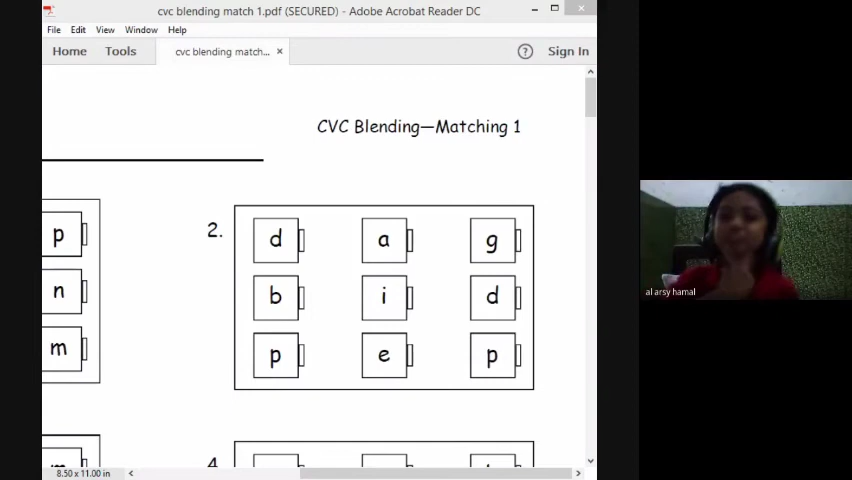 cvc blending match 1.pdf (SECURED) - Adobe Acrobat Reader DC
File Edit View Window Help
Home Tools cvc blending match... × ? Sign In
CVC Blending—Matching 1
2.
p d a g
n b i d
m p e p
4
8.50 x 11.00 in
al arsy hamal